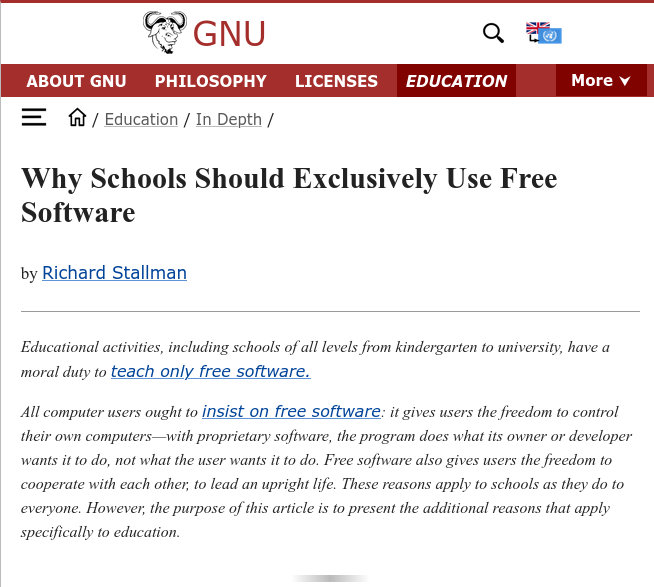 GNU
ABOUT GNU PHILOSOPHY LICENSES EDUCATION More
/ Education / In Depth /
Why Schools Should Exclusively Use Free
Software
by Richard Stallman
Educational activities, including schools of all levels from kindergarten to university, have a
moral duty to teach only free software.
All computer users ought to insist on free software: it gives users the freedom to control
their own computers—with proprietary software, the program does what its owner or developer
wants it to do, not what the user wants it to do. Free software also gives users the freedom to
cooperate with each other, to lead an upright life. These reasons apply to schools as they do to
everyone. However, the purpose of this article is to present the additional reasons that apply
specifically to education.